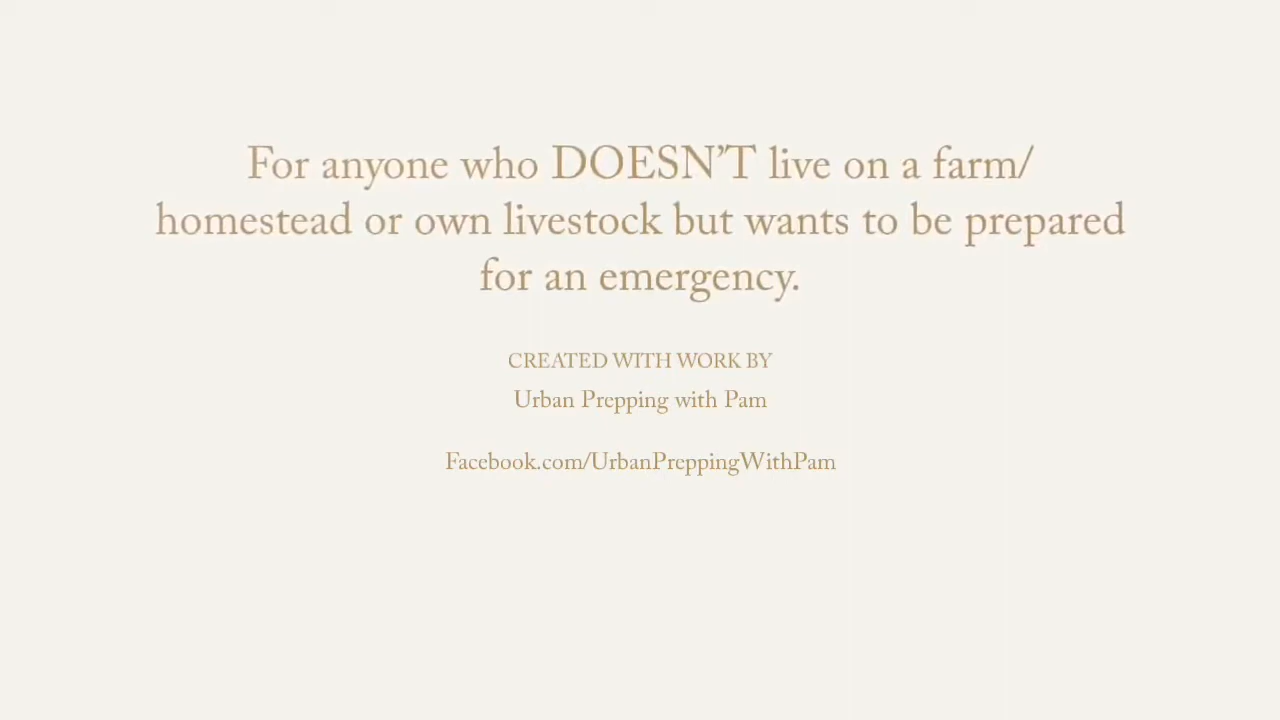 For anyone who DOESN'T live on a farm/
homestead or own livestock but wants to be prepared
for an emergency.
CREATED WITH WORK BY
Urban Prepping with Pam
Facebook.com/UrbanPreppingWithPam